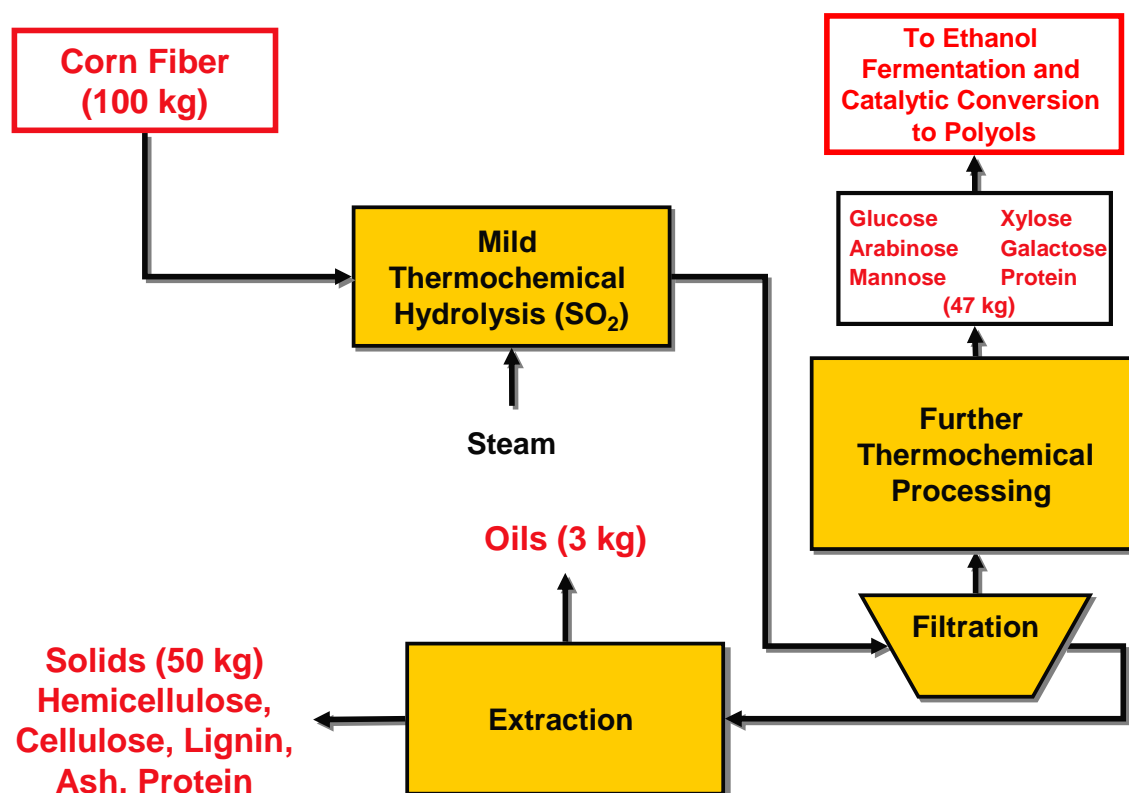 Corn Fiber
(100 kg)
To Ethanol
Fermentation and
Catalytic Conversion
to Polyols
Glucose Xylose
Arabinose Galactose
Mannose Protein
(47 kg)
Mild
Thermochemical
Hydrolysis (SO₂)
Steam
Further
Thermochemical
Processing
Oils (3 kg)
Filtration
Solids (50 kg)
Hemicellulose,
Cellulose, Lignin,
Ash, Protein
Extraction